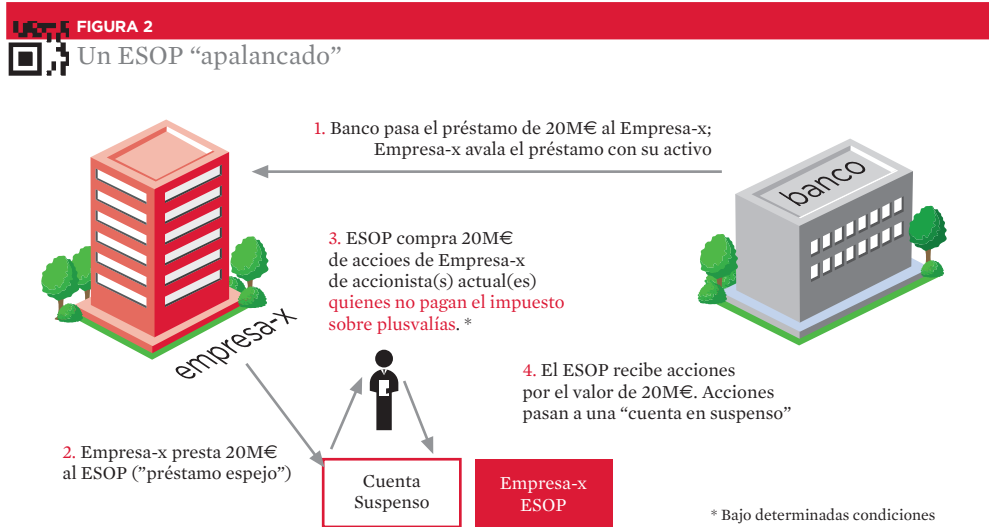 FIGURA 2
Un ESOP “apalancado”
1. Banco pasa el préstamo de 20M€ al Empresa-x;
Empresa-x avala el préstamo con su activo
banco
3. ESOP compra 20M€
de accioes de Empresa-x
de accionista(s) actual(es)
quienes no pagan el impuesto
sobre plusvalías. *
empresa-x
4. El ESOP recibe acciones
por el valor de 20M€. Acciones
pasan a una “cuenta en suspenso”
2. Empresa-x presta 20M€
al ESOP (”préstamo espejo”)
Cuenta
Suspenso
Empresa-x
ESOP
* Bajo determinadas condiciones